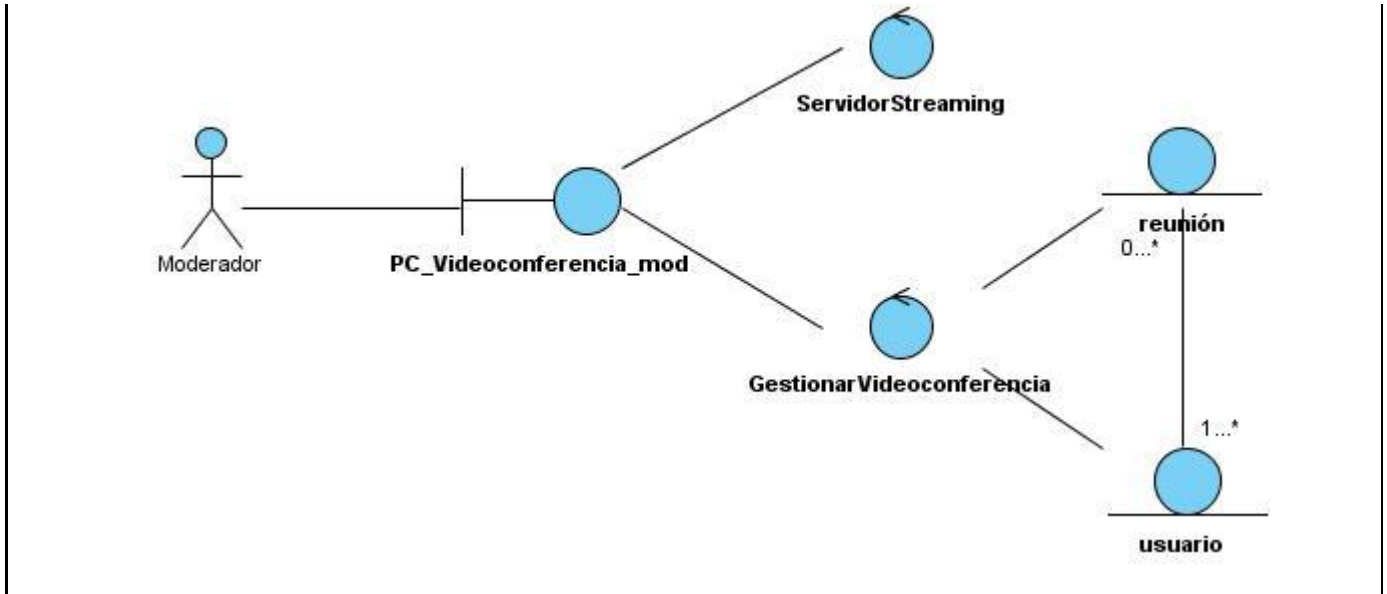 ServidorStreaming
Moderador
PC_Videoconferencia_mod
reunión
0...*
GestionarVideoconferencia
1...*
usuario